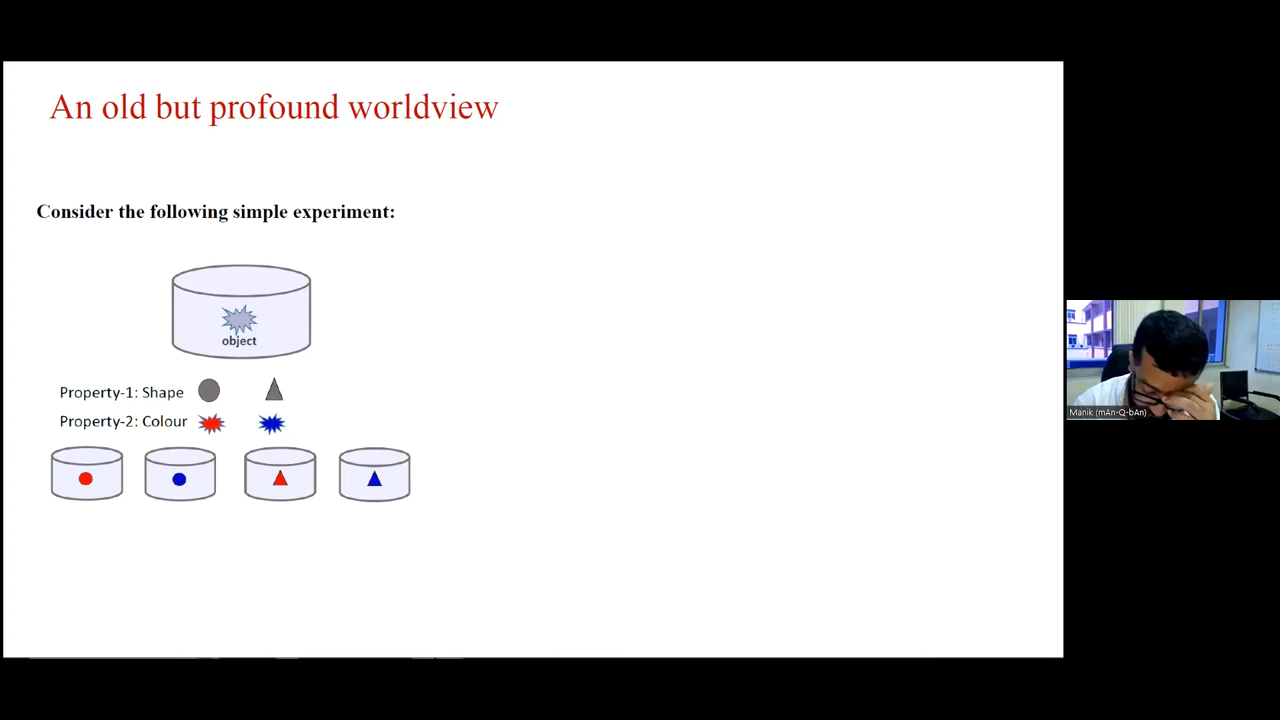 An old but profound worldview
Consider the following simple experiment:
object
Property-1: Shape
Property-2: Colour
Manik (mAn-Q-bAn)